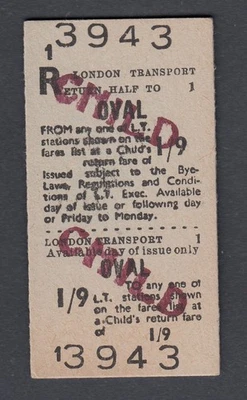 3943
1
R LONDON TRANSPORT
RETURN HALF TO 1
OVAL
CHILD
FROM any one of L.T.
stations shown on the
fares list at a Child's 1/9
return fare of
Issued subject to the Bye-
Laws, Regulations and Condi-
tions of L.T. Exec. Available
day of issue or following day
or Friday to Monday.
LONDON TRANSPORT 1
Available day of issue only
OVAL
CHILD
TO any one of
1/9 L.T. stations shown
on the fares list at
a Child's return fare
of 1/9
1
3943